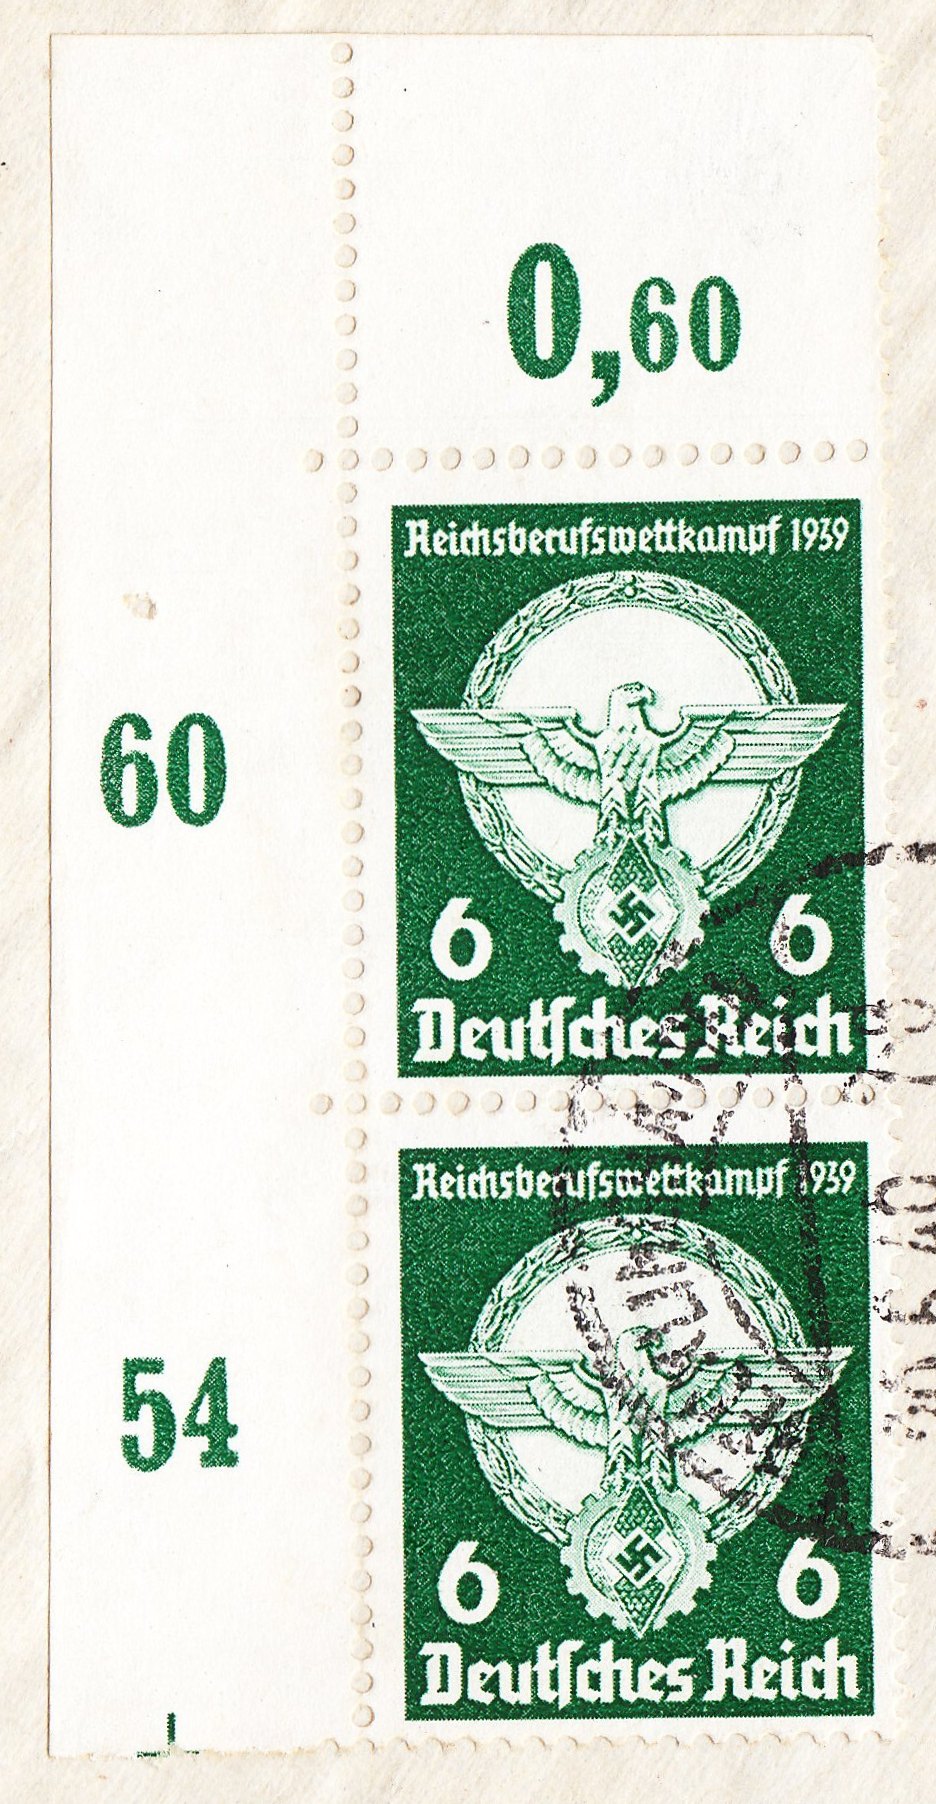 0,60
Reichsberufswettkampf 1939
60
6 6
Deutsches Reich
Reichsberufswettkampf 1939
54
6 6
Deutsches Reich